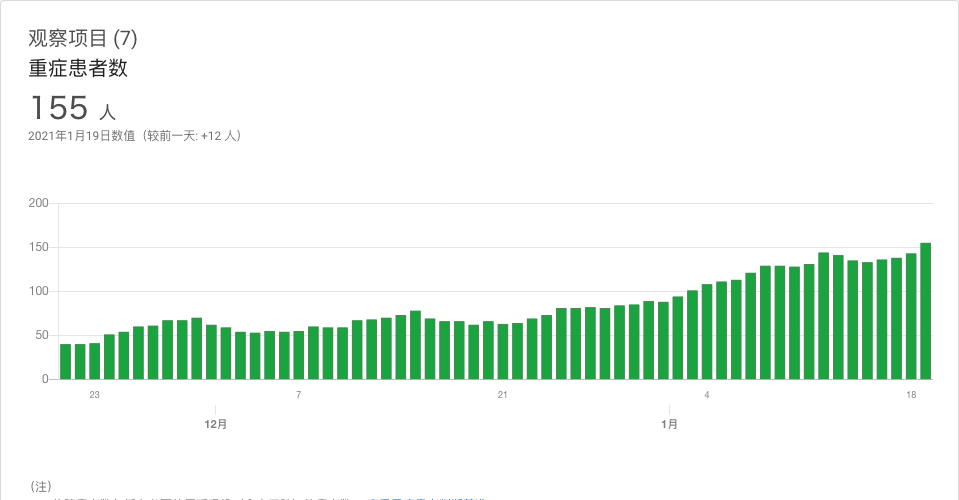 观察项目 (7)
重症患者数
155 人
2021年1月19日数值（较前一天: +12 人）
200
150
100
50
0
23 7 21 4 18
12月 1月
（注）